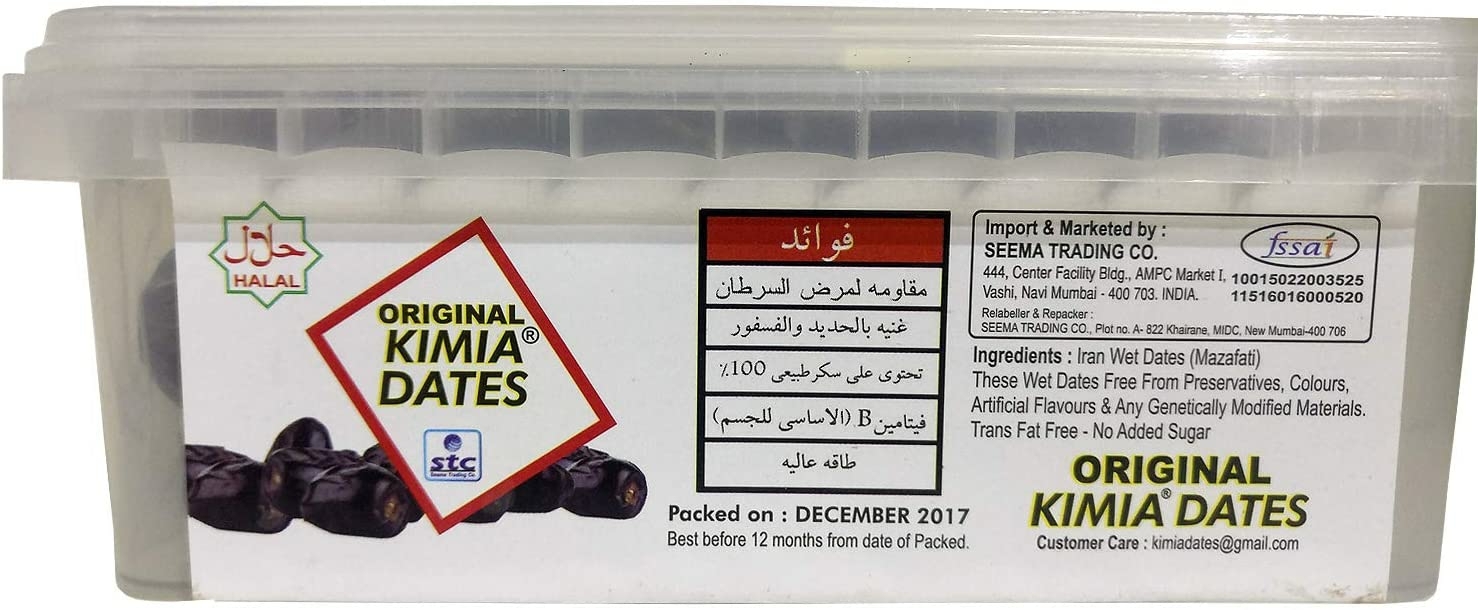 حلال
HALAL
ORIGINAL
KIMIA®
DATES
stc
Seema Trading Co.
فوائد
مقاومه لمرض السرطان
غنيه بالحديد والفسفور
تحتوى على سكر طبيعى 100٪
فيتامين B (الاساسى للجسم)
طاقه عاليه
Packed on : DECEMBER 2017
Best before 12 months from date of Packed.
Import & Marketed by :
SEEMA TRADING CO.
444, Center Facility Bldg., AMPC Market I,
Vashi, Navi Mumbai - 400 703. INDIA.
fssai
10015022003525
11516016000520
Relabeller & Repacker :
SEEMA TRADING CO., Plot no. A- 822 Khairane, MIDC, New Mumbai-400 706
Ingredients : Iran Wet Dates (Mazafati)
These Wet Dates Free From Preservatives, Colours,
Artificial Flavours & Any Genetically Modified Materials.
Trans Fat Free - No Added Sugar
ORIGINAL
KIMIA® DATES
Customer Care : kimiadates@gmail.com